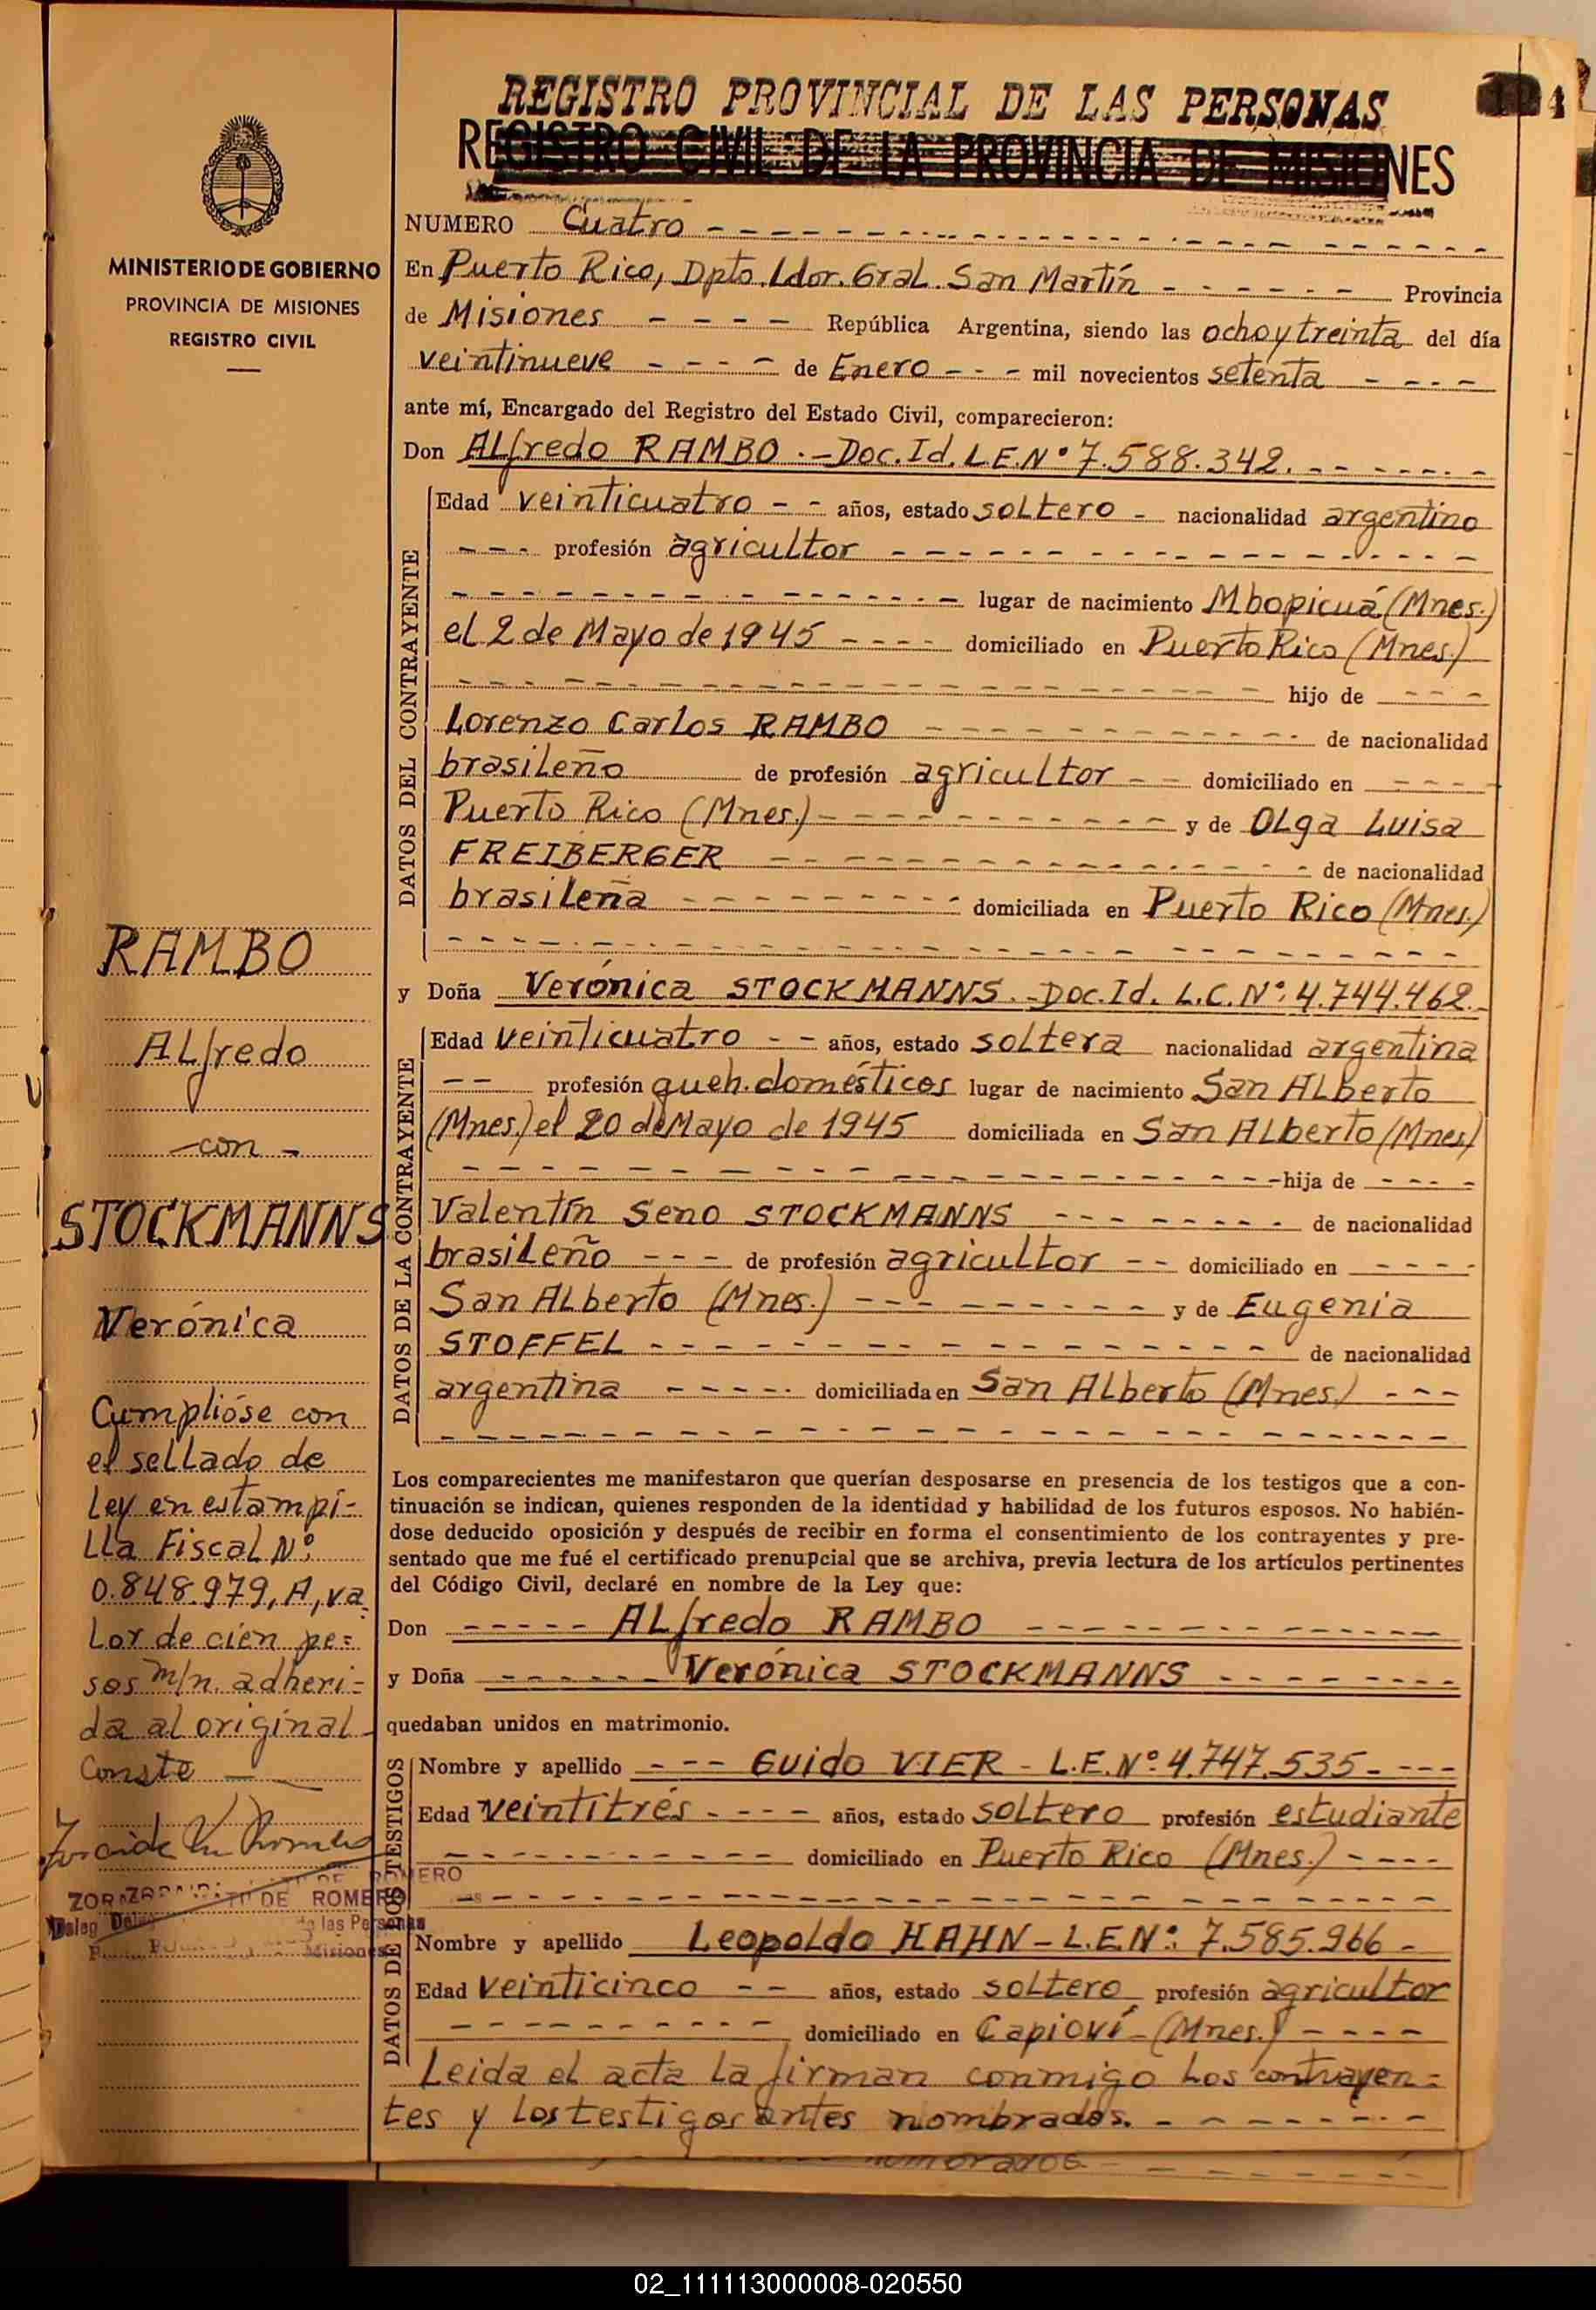 REGISTRO PROVINCIAL DE LAS PERSONAS
REGISTRO CIVIL DE LA PROVINCIA DE MISIONES
4
MINISTERIO DE GOBIERNO
PROVINCIA DE MISIONES
REGISTRO CIVIL
NUMERO Cuatro
En Puerto Rico, Dpto. Ldor. Gral. San Martín Provincia
de Misiones República Argentina, siendo las ocho y treinta del día
veintinueve de Enero mil novecientos setenta
ante mí, Encargado del Registro del Estado Civil, comparecieron:
Don Alfredo RAMBO.- Doc. Id. L.E. Nº 7.588.342.
DATOS DEL CONTRAYENTE
Edad veinticuatro años, estado soltero nacionalidad argentino
profesión agricultor
lugar de nacimiento Mbopicuá (Mnes.)
el 2 de Mayo de 1945 domiciliado en Puerto Rico (Mnes.)
hijo de
Lorenzo Carlos RAMBO de nacionalidad
brasileño de profesión agricultor domiciliado en
Puerto Rico (Mnes.) y de Olga Luisa
FREIBERGER de nacionalidad
brasileña domiciliada en Puerto Rico (Mnes.)
y Doña Verónica STOCKMANNS.- Doc. Id. L.C. Nº: 4.744.462.-
DATOS DE LA CONTRAYENTE
Edad veinticuatro años, estado soltera nacionalidad argentina
profesión queh. domésticos lugar de nacimiento San Alberto
(Mnes.) el 20 de Mayo de 1945 domiciliada en San Alberto (Mnes)
hija de
Valentín Seno STOCKMANNS de nacionalidad
brasileño de profesión agricultor domiciliado en
San Alberto (Mnes.) y de Eugenia
STOFFEL de nacionalidad
argentina domiciliada en San Alberto (Mnes.)
Los comparecientes me manifestaron que querían desposarse en presencia de los testigos que a con-
tinuación se indican, quienes responden de la identidad y habilidad de los futuros esposos. No habién-
dose deducido oposición y después de recibir en forma el consentimiento de los contrayentes y pre-
sentado que me fué el certificado prenupcial que se archiva, previa lectura de los artículos pertinentes
del Código Civil, declaré en nombre de la Ley que:
Don Alfredo RAMBO
y Doña Verónica STOCKMANNS
quedaban unidos en matrimonio.
DATOS DE LOS TESTIGOS
Nombre y apellido Guido VIER - L.E. Nº: 4.747.535.
Edad veintitrés años, estado soltero profesión estudiante
domiciliado en Puerto Rico (Mnes.)
Nombre y apellido Leopoldo HAHN - L.E. Nº: 7.585.966 -
Edad veinticinco años, estado soltero profesión agricultor
domiciliado en Capioví - (Mnes.)
Leida el acta la firman conmigo los contrayen=
tes y los testigos antes nombrados.
RAMBO
Alfredo
-con-
STOCKMANNS
Verónica
Cumplióse con
el sellado de
Ley en estampi=
lla Fiscal Nº
0.848.979, A, va
lor de cien pe=
sos m/n. adheri=
da al original
Conste
DE ROMERO
de las Personas
Misiones
nombrados
02_111113000008-020550